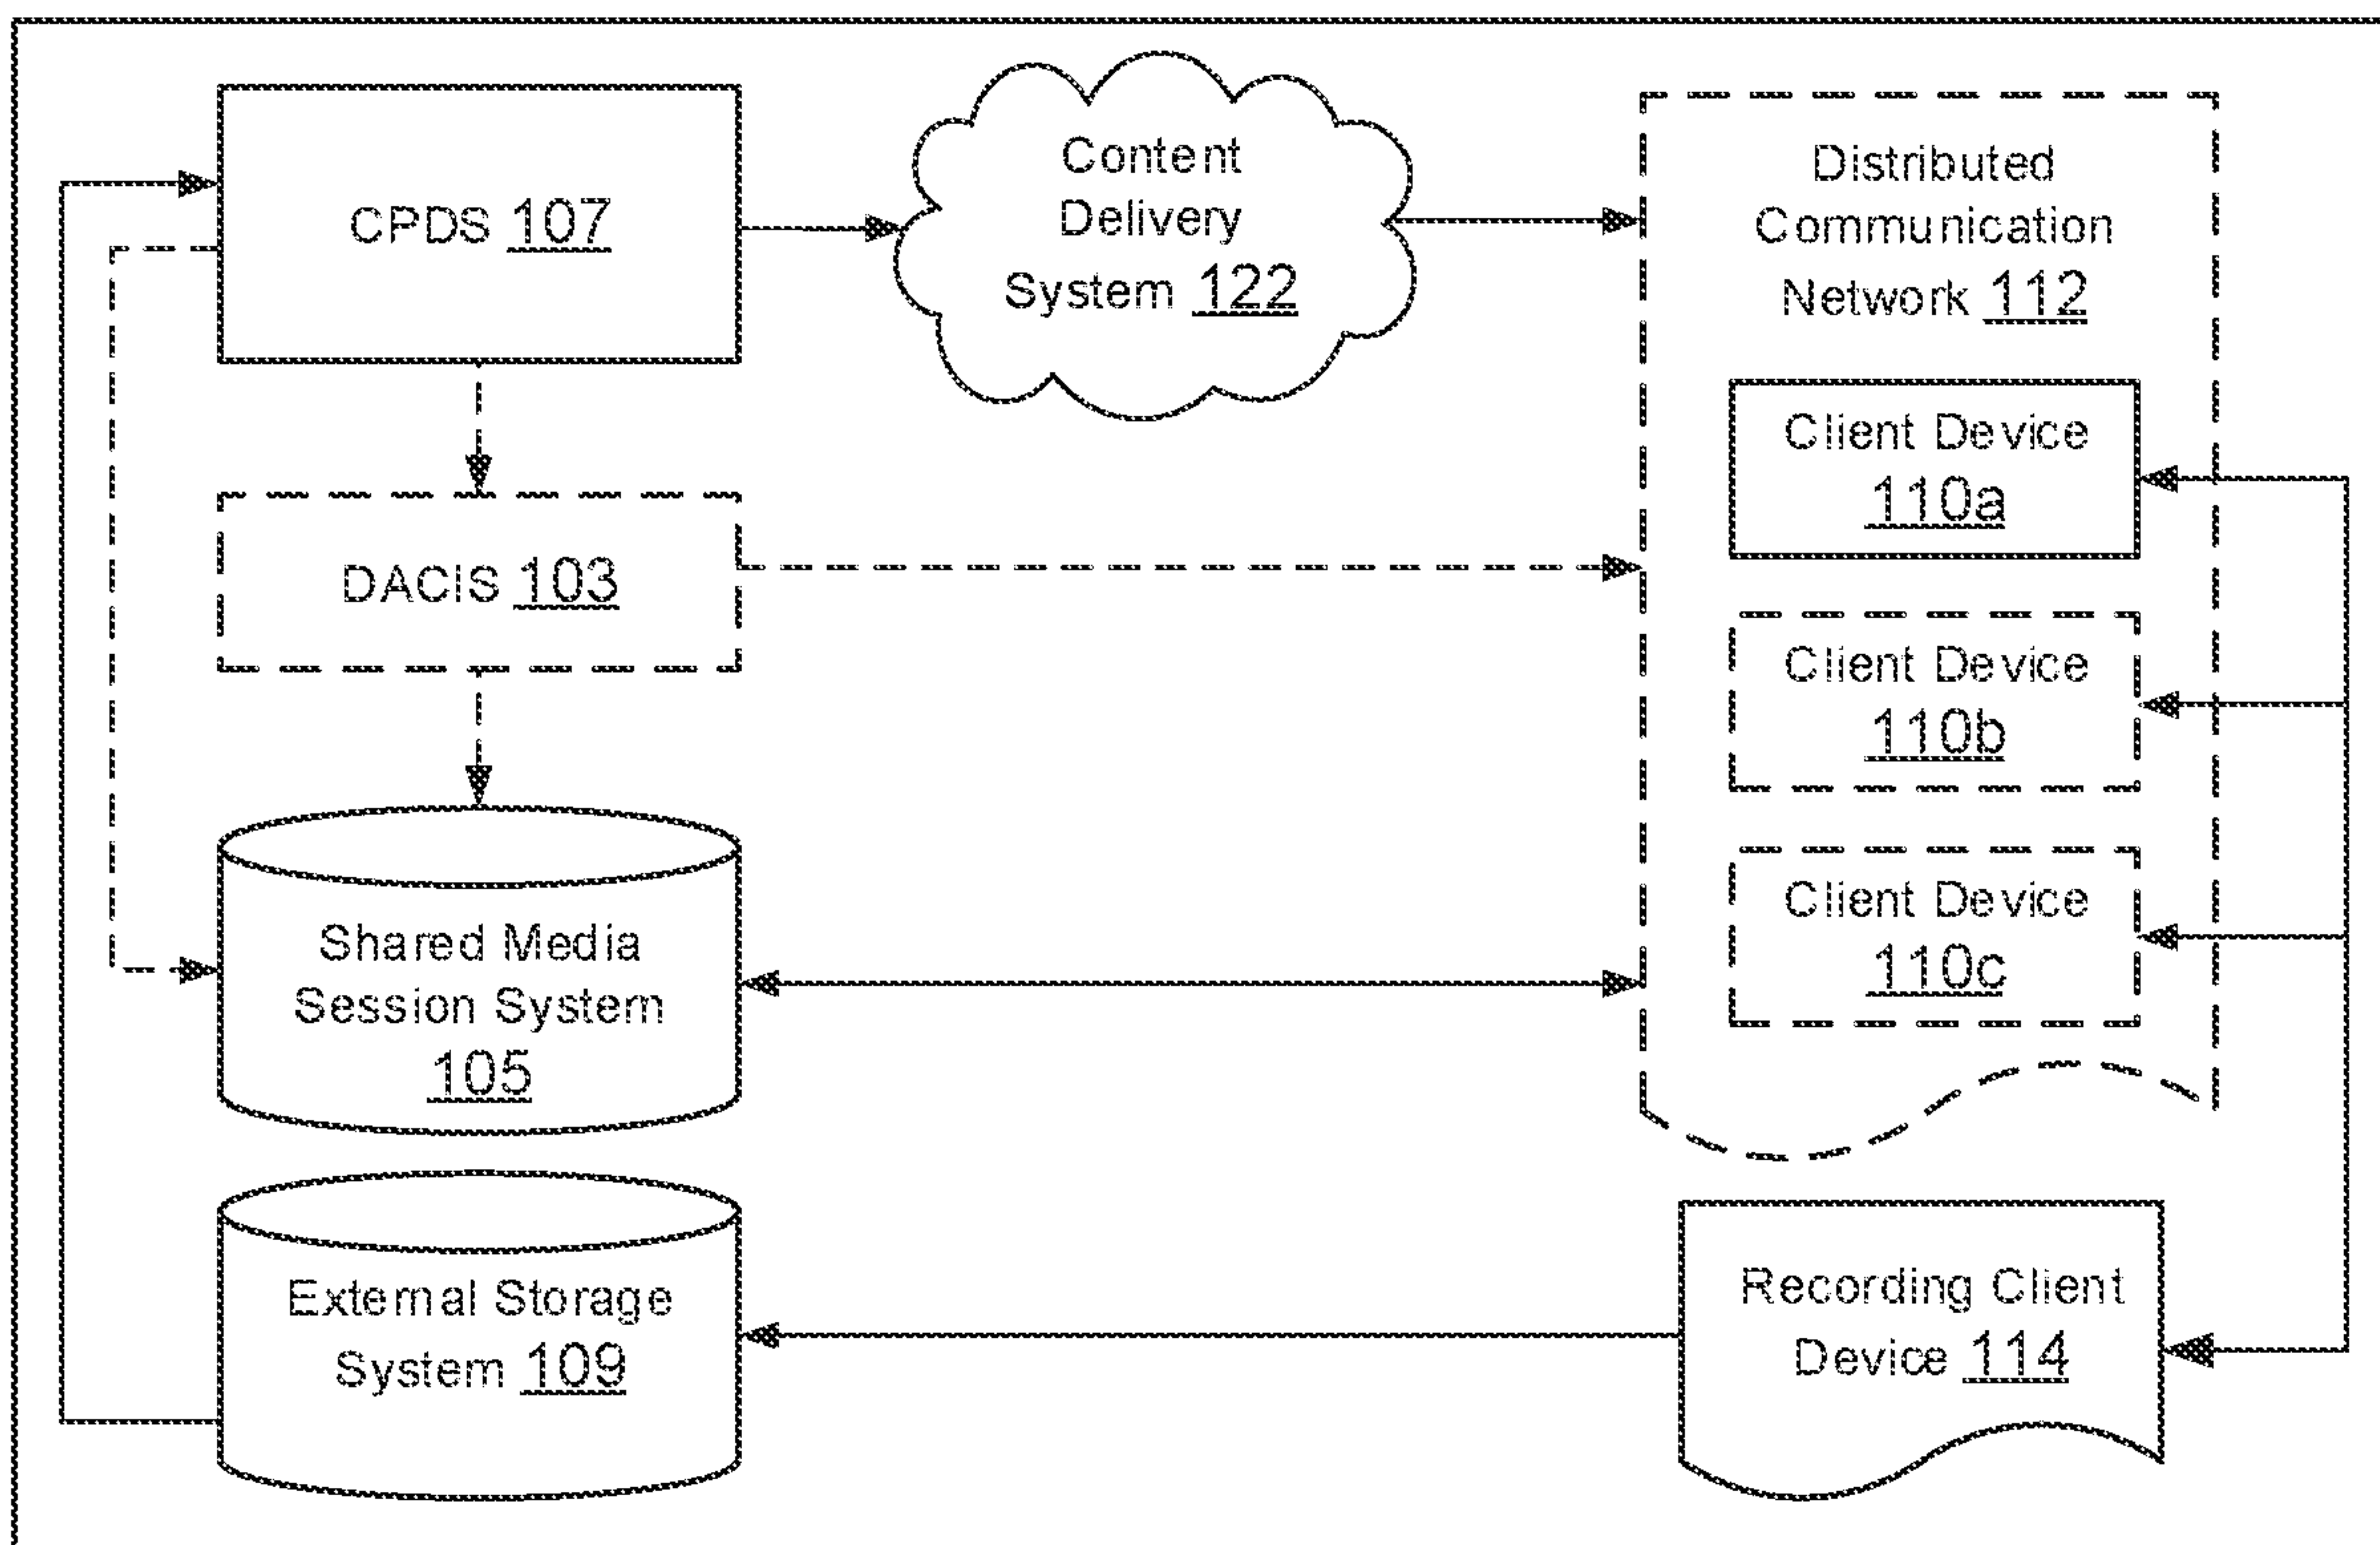 CPDS 107
Content
Delivery
System 122
Distributed
Communication
Network 112
Client Device
110a
DACIS 103
Client Device
110b
Client Device
110c
Shared Media
Session System
105
External Storage
System 109
Recording Client
Device 114